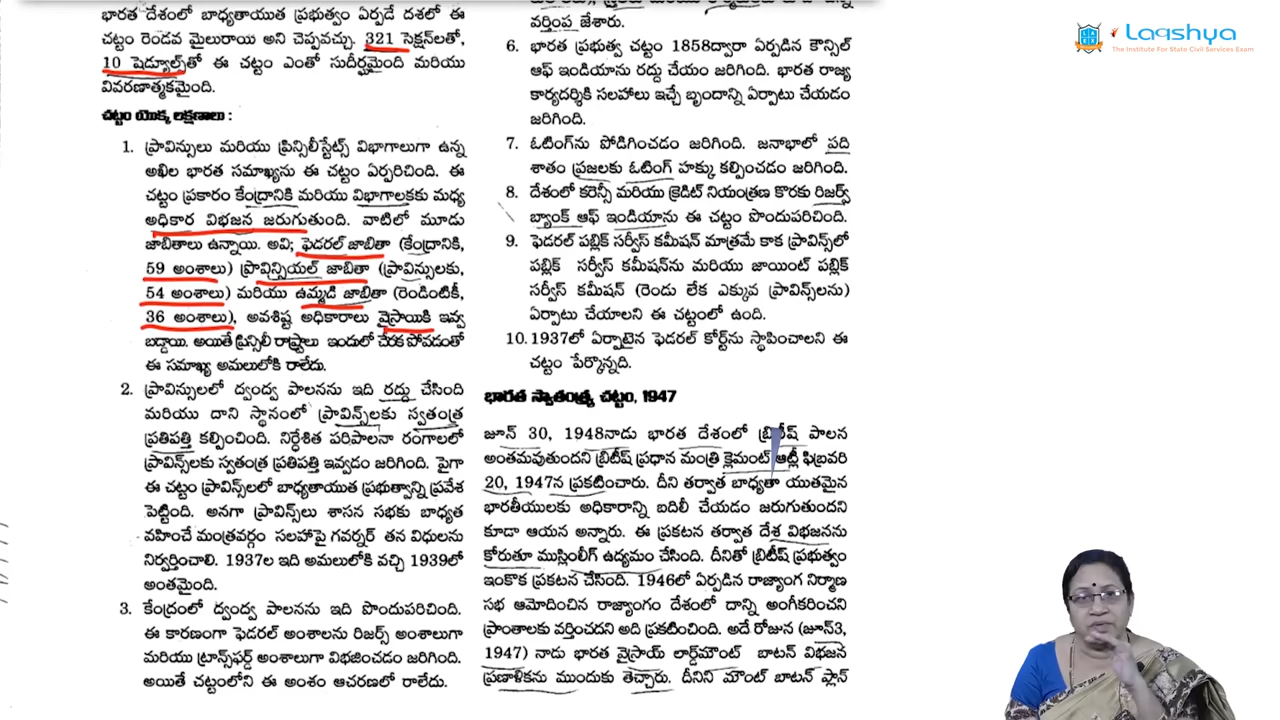 భారత దేశంలో బాధ్యతాయుత ప్రభుత్వం ఏర్పడే దశలో ఈ
చట్టం రెండవ మైలురాయి అని చెప్పవచ్చు. 321 సెక్షన్‌లతో,
10 షెడ్యూల్స్‌తో ఈ చట్టం ఎంతో సుదీర్ఘమైంది మరియు
వివరణాత్మకమైంది.
చట్టం యొక్క లక్షణాలు :
1. ప్రావిన్సులు మరియు ప్రిన్సిలీస్టేట్స్ విభాగాలుగా ఉన్న
అఖిల భారత సమాఖ్యను ఈ చట్టం ఏర్పరిచింది. ఈ
చట్టం ప్రకారం కేంద్రానికి మరియు విభాగాలకకు మధ్య
అధికార విభజన జరుగుతుంది. వాటిలో మూడు
జాబితాలు ఉన్నాయి. అవి; ఫెడరల్ జాబితా (కేంద్రానికి,
59 అంశాలు) ప్రొవిన్సియల్ జాబితా (ప్రావిన్సులకు,
54 అంశాలు) మరియు ఉమ్మడి జాబితా (రెండింటికీ,
36 అంశాలు), అవశిష్ట అధికారాలు వైస్రాయికి ఇవ్వ
బడ్డాయి. అయితే ప్రిన్సిలీ రాష్ట్రాలు ఇందులో చేరక పోవడంతో
ఈ సమాఖ్య అమలులోకి రాలేదు.
2. ప్రావిన్సులలో ద్వంద్వ పాలనను ఇది రద్దు చేసింది
మరియు దాని స్థానంలో ప్రావిన్స్‌లకు స్వతంత్ర
ప్రతిపత్తి కల్పించింది. నిర్ధేశిత పరిపాలనా రంగాలలో
ప్రావిన్స్‌లకు స్వతంత్ర ప్రతిపత్తి ఇవ్వడం జరిగింది. పైగా
ఈ చట్టం ప్రావిన్స్‌లలో బాధ్యతాయుత ప్రభుత్వాన్ని ప్రవేశ
పెట్టింది. అనగా ప్రావిన్స్‌లు శాసన సభకు బాధ్యత
వహించే మంత్రవర్గం సలహాపై గవర్నర్ తన విధులను
నిర్వర్తించాలి. 1937ల ఇది అమలులోకి వచ్చి 1939లో
అంతమైంది.
3. కేంద్రంలో ద్వంద్వ పాలనను ఇది పొందుపరిచింది.
ఈ కారణంగా ఫెడరల్ అంశాలను రిజర్స్ అంశాలుగా
మరియు ట్రాన్స్‌ఫర్డ్ అంశాలుగా విభజించడం జరిగింది.
అయితే చట్టంలోని ఈ అంశం ఆచరణలో రాలేదు.
వర్తింప జేశారు.
6. భారత ప్రభుత్వ చట్టం 1858ద్వారా ఏర్పడిన కౌన్సిల్
ఆఫ్ ఇండియాను రద్దు చేయం జరిగింది. భారత రాజ్య
కార్యదర్శికి సలహాలు ఇచ్చే బృందాన్ని ఏర్పాటు చేయడం
జరిగింది.
7. ఓటింగ్‌ను పోడిగించడం జరిగింది. జనాభాలో పది
శాతం ప్రజలకు ఓటింగ్ హక్కు కల్పించడం జరిగింది.
8. దేశంలో కరెన్సీ మరియు క్రెడిట్ నియంత్రణ కొరకు రిజర్వ్
బ్యాంక్ ఆఫ్ ఇండియాను ఈ చట్టం పొందుపరిచింది.
9. ఫెడరల్ పబ్లిక్ సర్వీస్ కమీషన్ మాత్రమే కాక ప్రావిన్స్‌లో
పబ్లిక్ సర్వీస్ కమీషన్‌ను మరియు జాయింట్ పబ్లిక్
సర్వీస్ కమీషన్ (రెండు లేక ఎక్కువ ప్రావిన్స్‌లను)
ఏర్పాటు చేయాలని ఈ చట్టంలో ఉంది.
10. 1937లో ఏర్పాటైన ఫెడరల్ కోర్ట్‌ను స్థాపించాలని ఈ
చట్టం పేర్కొన్నది.
భారత స్వాతంత్ర్య చట్టం, 1947
జూన్ 30, 1948నాడు భారత దేశంలో బ్రిటీష్ పాలన
అంతమవుతుందని బ్రిటీష్ ప్రధాన మంత్రి క్లెమంట్ ఆట్లీ ఫిబ్రవరి
20, 1947న ప్రకటించారు. దీని తర్వాత బాధ్యతా యుతమైన
భారతీయులకు అధికారాన్ని బదిలీ చేయడం జరుగుతుందని
కూడా ఆయన అన్నారు. ఈ ప్రకటన తర్వాత దేశ విభజనను
కోరుతూ ముస్లింలీగ్ ఉద్యమం చేసింది. దీనితో బ్రిటీష్ ప్రభుత్వం
ఇంకొక ప్రకటన చేసింది. 1946లో ఏర్పడిన రాజ్యాంగ నిర్మాణ
సభ ఆమోదించిన రాజ్యాంగం దేశంలో దాన్ని అంగీకరించని
ప్రాంతాలకు వర్తించదని అది ప్రకటించింది. అదే రోజున (జూన్3,
1947) నాడు భారత వైస్రాయ్ లార్డ్‌మౌంట్ బాటన్ విభజన
ప్రణాళికను ముందుకు తెచ్చారు. దీనిని మౌంట్ బాటన్ ప్లాన్
Laqshya
The Institute For State Civil Services Exam